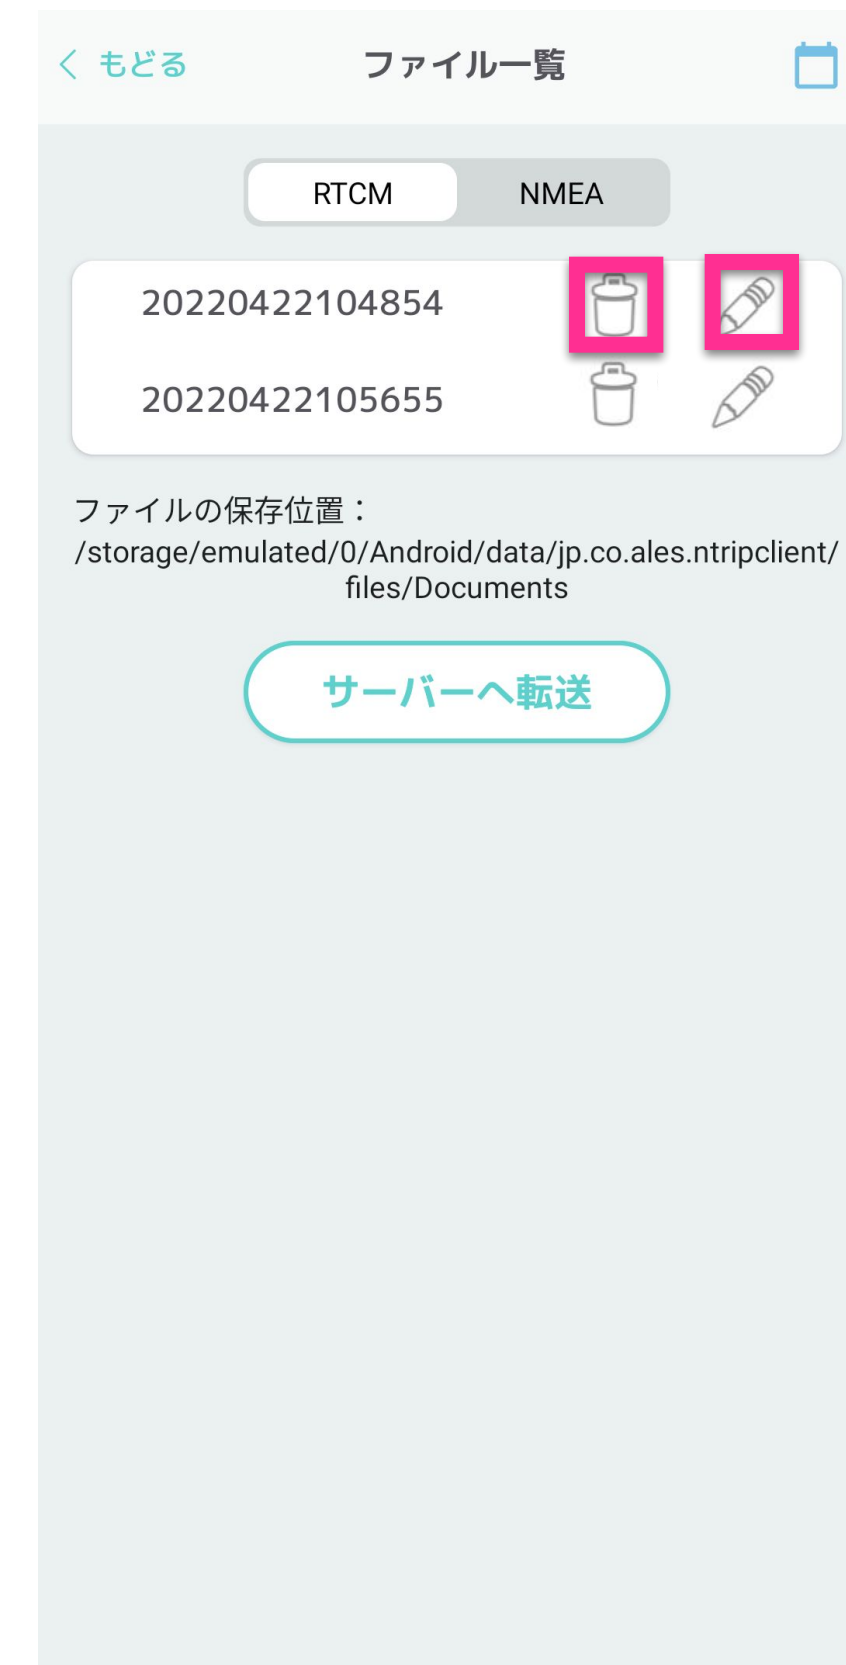 もどる
ファイル一覧
RTCM
NMEA
20220422104854
20220422105655
ファイルの保存位置：
/storage/emulated/0/Android/data/jp.co.ales.ntripclient/
files/Documents
サーバーへ転送